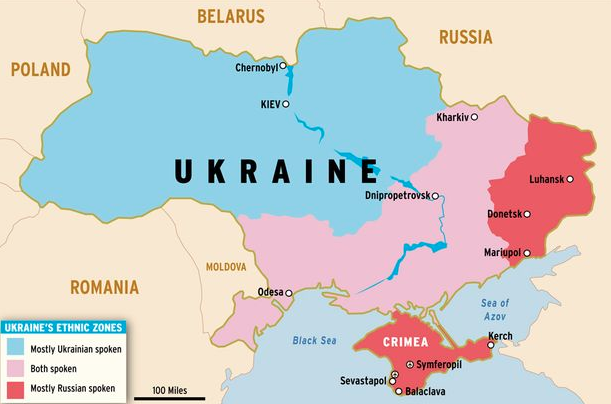 BELARUS
POLAND
RUSSIA
Chernobyl
KIEV
Kharkiv
UKRAINE
Luhansk
Dnipropetrovsk
Donetsk
Mariupol
MOLDOVA
ROMANIA
Odesa
Sea of
Azov
Black Sea
Kerch
CRIMEA
Symferopil
Sevastapol
Balaclava
UKRAINE'S ETHNIC ZONES
Mostly Ukrainian spoken
Both spoken
Mostly Russian spoken
100 Miles